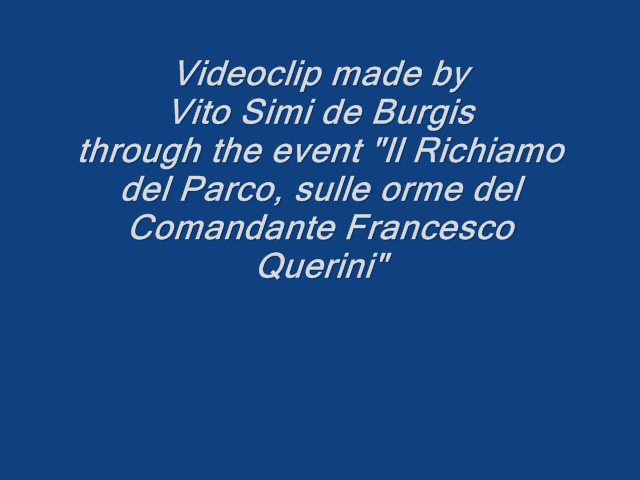 Videoclip made by
Vito Simi de Burgis
through the event "Il Richiamo
del Parco, sulle orme del
Comandante Francesco
Querini"